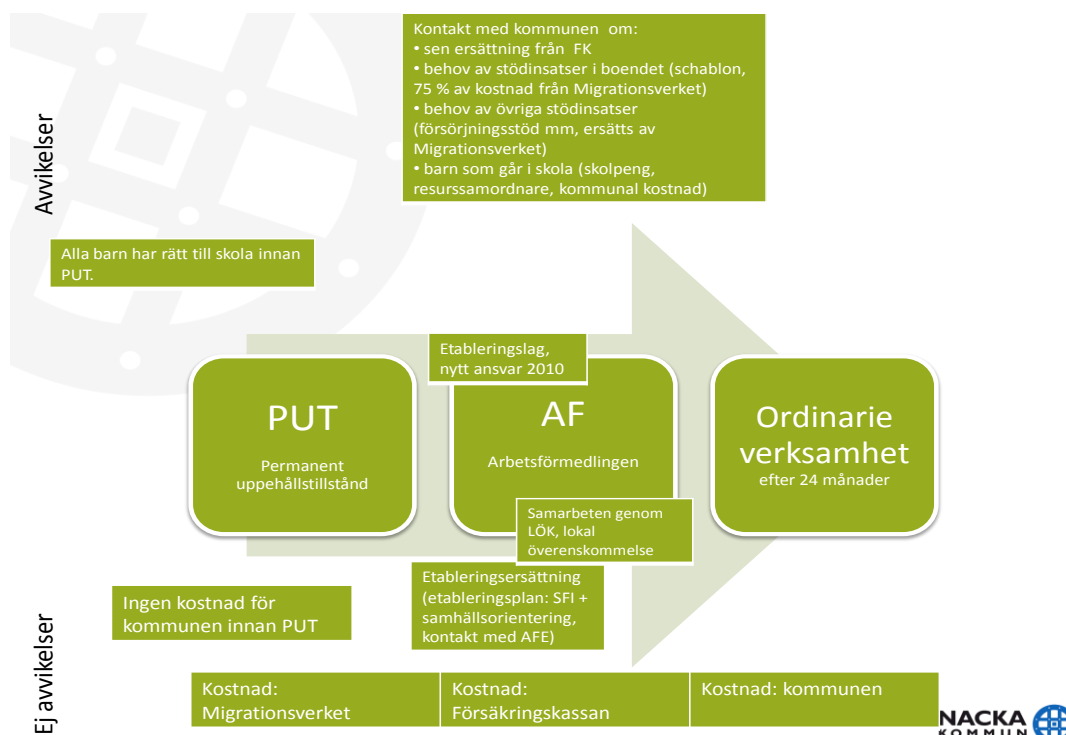 Kontakt med kommunen om:
• sen ersättning från FK
• behov av stödinsatser i boendet (schablon,
75 % av kostnad från Migrationsverket)
• behov av övriga stödinsatser
(försörjningsstöd mm, ersätts av
Migrationsverket)
• barn som går i skola (skolpeng,
resurssamordnare, kommunal kostnad)
Avvikelser
Alla barn har rätt till skola innan
PUT.
Etableringslag,
nytt ansvar 2010
PUT
Permanent
uppehållstillstånd
AF
Arbetsförmedlingen
Ordinarie
verksamhet
efter 24 månader
Samarbeten genom
LÖK, lokal
överenskommelse
Etableringsersättning
(etableringsplan: SFI +
samhällsorientering,
kontakt med AFE)
Ingen kostnad för
kommunen innan PUT
Ej avvikelser
Kostnad:
Migrationsverket
Kostnad:
Försäkringskassan
Kostnad: kommunen
NACKA
KOMMUN